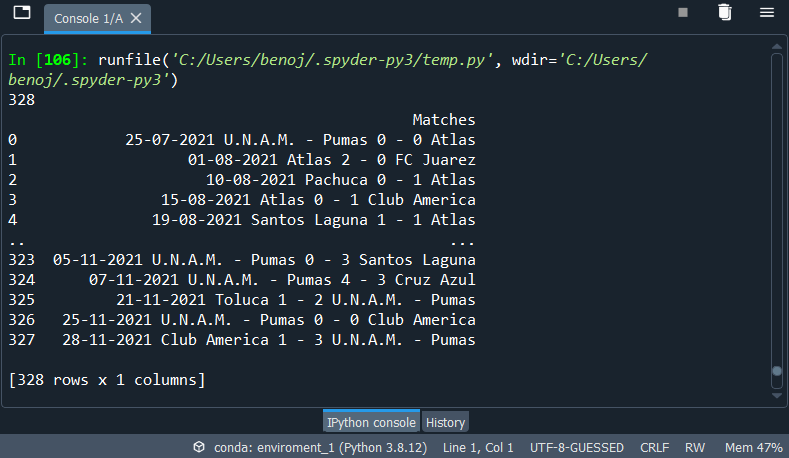 Console 1/A
In [106]: runfile('C:/Users/benoj/.spyder-py3/temp.py', wdir='C:/Users/
benoj/.spyder-py3')
328
Matches
0 25-07-2021 U.N.A.M. - Pumas 0 - 0 Atlas
1 01-08-2021 Atlas 2 - 0 FC Juarez
2 10-08-2021 Pachuca 0 - 1 Atlas
3 15-08-2021 Atlas 0 - 1 Club America
4 19-08-2021 Santos Laguna 1 - 1 Atlas
.. ...
323 05-11-2021 U.N.A.M. - Pumas 0 - 3 Santos Laguna
324 07-11-2021 U.N.A.M. - Pumas 4 - 3 Cruz Azul
325 21-11-2021 Toluca 1 - 2 U.N.A.M. - Pumas
326 25-11-2021 U.N.A.M. - Pumas 0 - 0 Club America
327 28-11-2021 Club America 1 - 3 U.N.A.M. - Pumas
[328 rows x 1 columns]
IPython console History
conda: enviroment_1 (Python 3.8.12) Line 1, Col 1 UTF-8-GUESSED CRLF RW Mem 47%